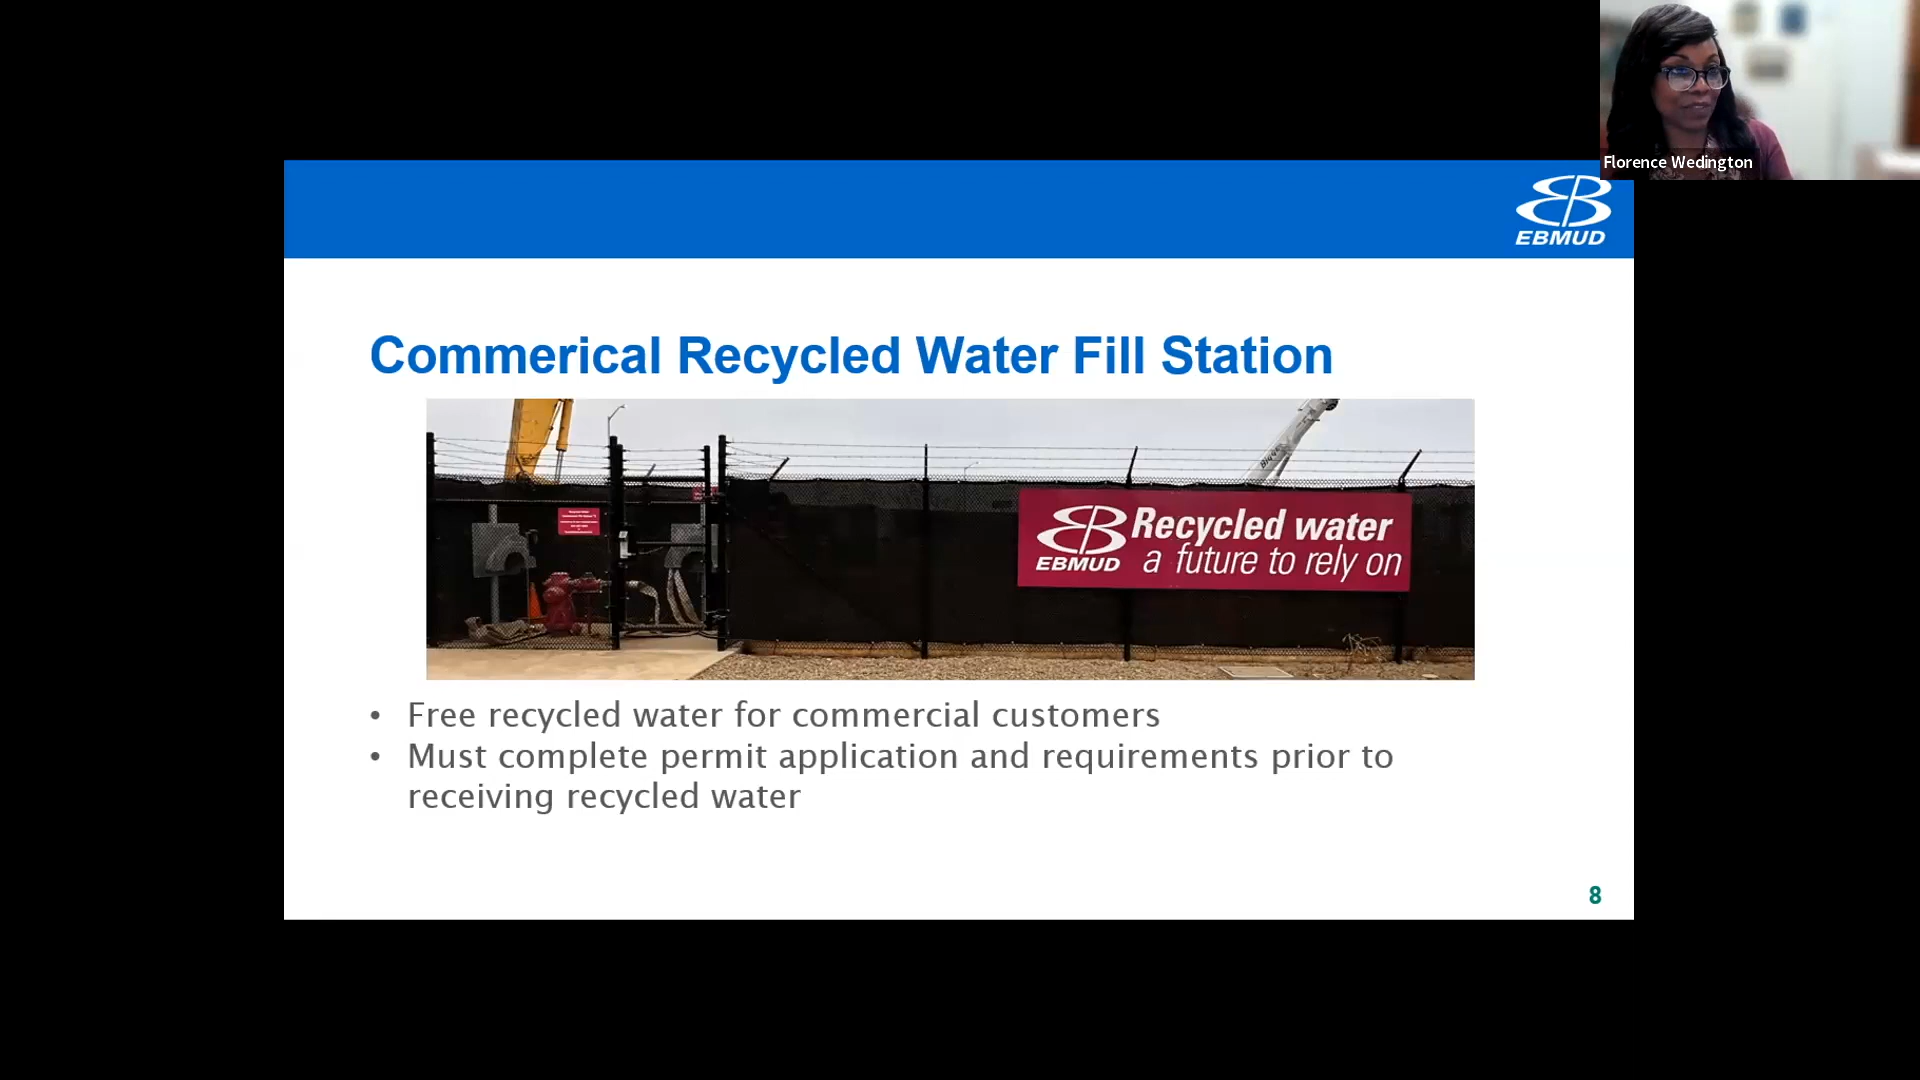 Florence Wedington
EBMUD
Commerical Recycled Water Fill Station
Recycled water
EBMUD a future to rely on
• Free recycled water for commercial customers
• Must complete permit application and requirements prior to
receiving recycled water
8